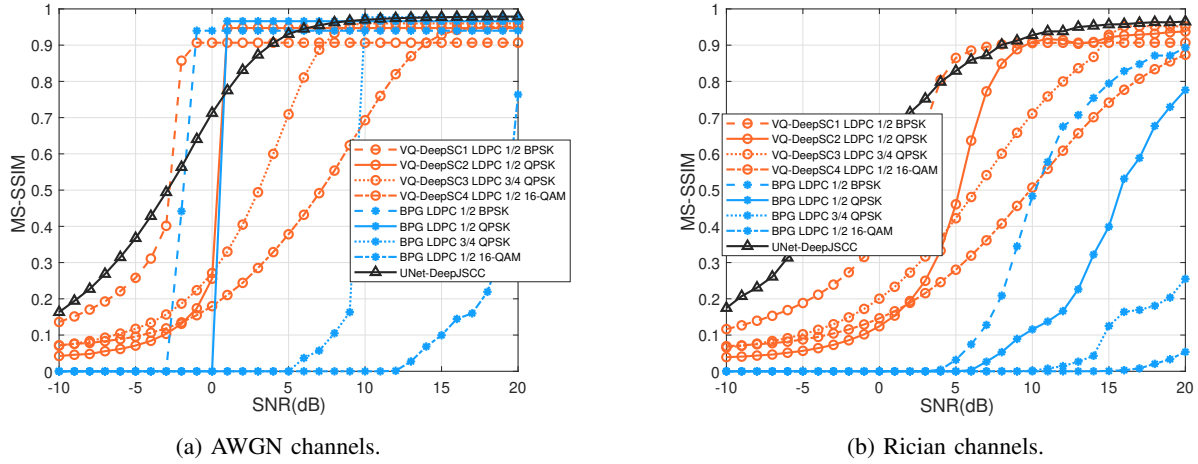 1
0.9
0.8
0.7
0.6
0.5
0.4
0.3
0.2
0.1
0
MS-SSIM
-10
-5
0
5
10
15
20
SNR(dB)
VQ-DeepSC1 LDPC 1/2 BPSK
VQ-DeepSC2 LDPC 1/2 QPSK
VQ-DeepSC3 LDPC 3/4 QPSK
VQ-DeepSC4 LDPC 1/2 16-QAM
BPG LDPC 1/2 BPSK
BPG LDPC 1/2 QPSK
BPG LDPC 3/4 QPSK
BPG LDPC 1/2 16-QAM
UNet-DeepJSCC
(a) AWGN channels.
1
0.9
0.8
0.7
0.6
0.5
0.4
0.3
0.2
0.1
0
MS-SSIM
-10
-5
0
5
10
15
20
SNR(dB)
VQ-DeepSC1 LDPC 1/2 BPSK
VQ-DeepSC2 LDPC 1/2 QPSK
VQ-DeepSC3 LDPC 3/4 QPSK
VQ-DeepSC4 LDPC 1/2 16-QAM
BPG LDPC 1/2 BPSK
BPG LDPC 1/2 QPSK
BPG LDPC 3/4 QPSK
BPG LDPC 1/2 16-QAM
UNet-DeepJSCC
(b) Rician channels.